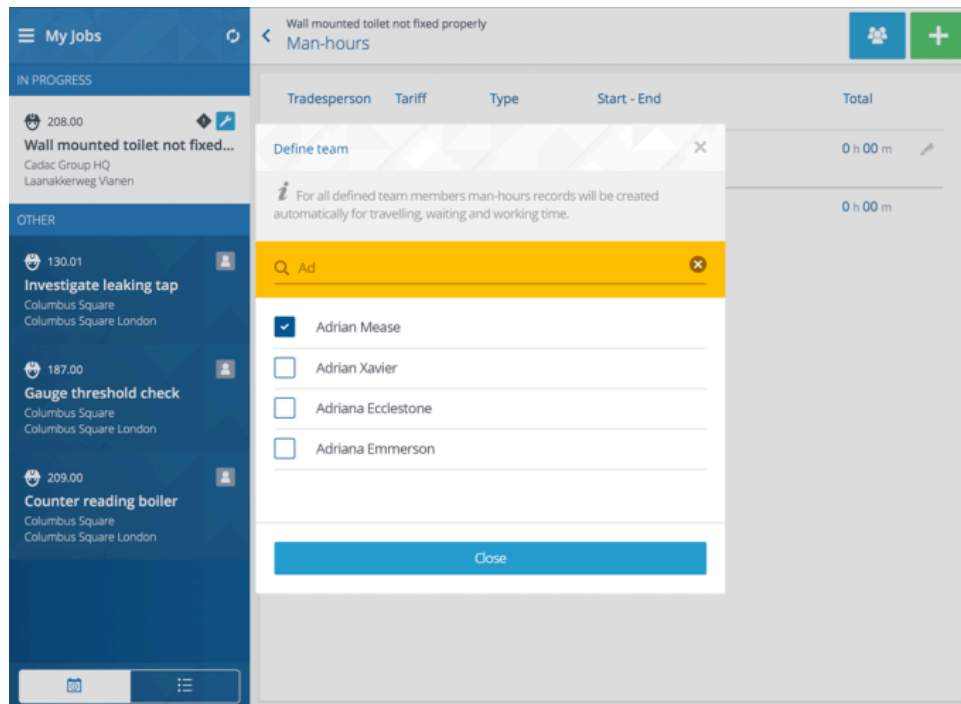 My Jobs
IN PROGRESS
208.00
Wall mounted toilet not fixed...
Cadac Group HQ
Laanakkerweg Vianen
OTHER
130.01
Investigate leaking tap
Columbus Square
Columbus Square London
187.00
Gauge threshold check
Columbus Square
Columbus Square London
209.00
Counter reading boiler
Columbus Square
Columbus Square London
Wall mounted toilet not fixed properly
Man-hours
Tradesperson Tariff Type Start - End Total
0 h 00 m
0 h 00 m
Define team
For all defined team members man-hours records will be created
automatically for travelling, waiting and working time.
Ad
Adrian Mease
Adrian Xavier
Adriana Ecclestone
Adriana Emmerson
Close